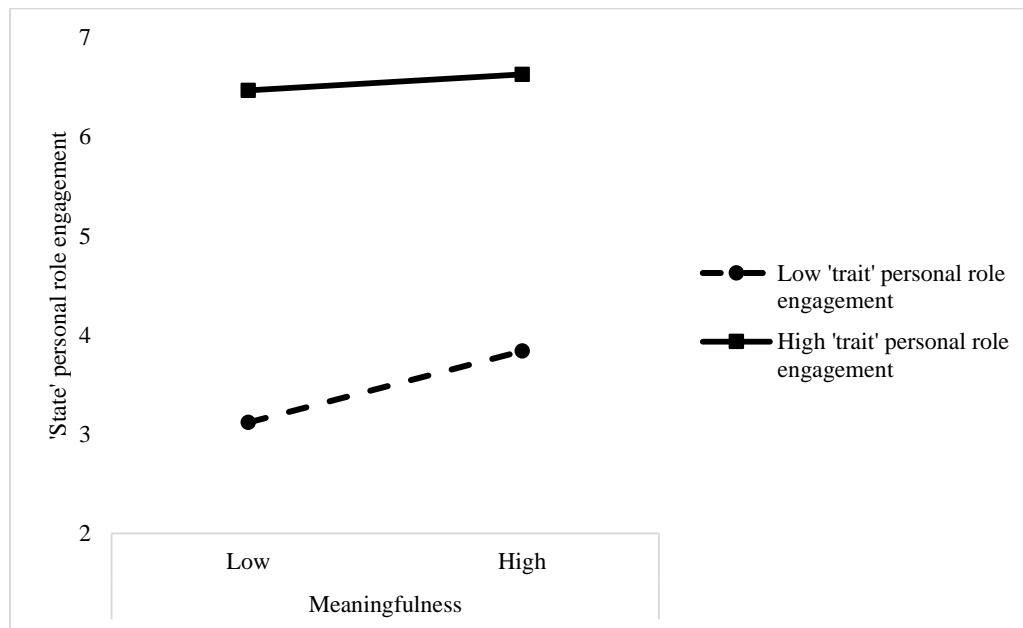 7
6
5
4
3
2
'State' personal role engagement
Low
High
Meaningfulness
Low 'trait' personal role
engagement
High 'trait' personal role
engagement